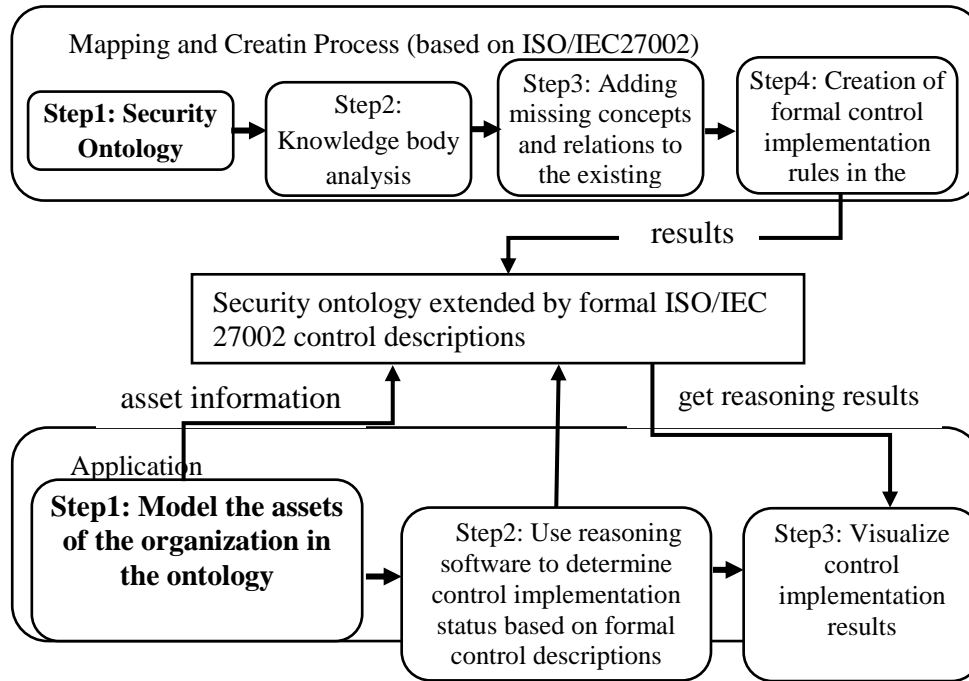 Mapping and Creatin Process (based on ISO/IEC27002)
Step1: Security
Ontology
Step2:
Knowledge body
analysis
Step3: Adding
missing concepts
and relations to
the existing
Step4: Creation of
formal control
implementation
rules in the
results
Security ontology extended by formal ISO/IEC
27002 control descriptions
asset information
get reasoning results
Application
Step1: Model the assets
of the organization in
the ontology
Step2: Use reasoning
software to determine
control implementation
status based on formal
control descriptions
Step3: Visualize
control
implementation
results